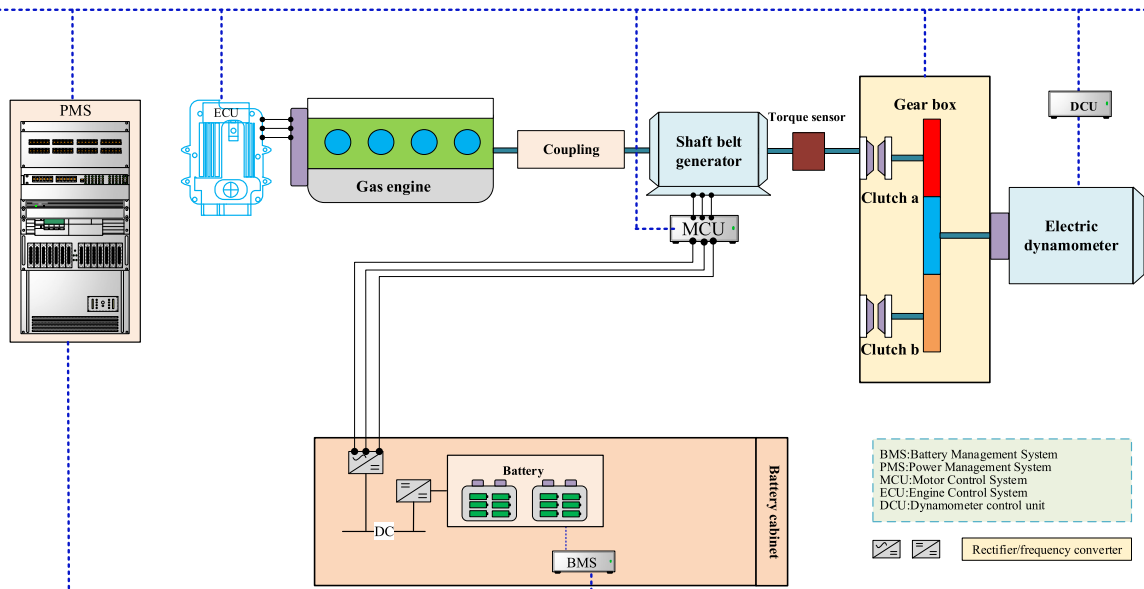 PMS
ECU
Gas engine
Coupling
Shaft belt
generator
Torque sensor
Gear box
DCU
Clutch a
MCU
Electric
dynamometer
Clutch b
Battery
DC
BMS
Battery cabinet
BMS:Battery Management System
PMS:Power Management System
MCU:Motor Control System
ECU:Engine Control System
DCU:Dynamometer control unit
Rectifier/frequency converter